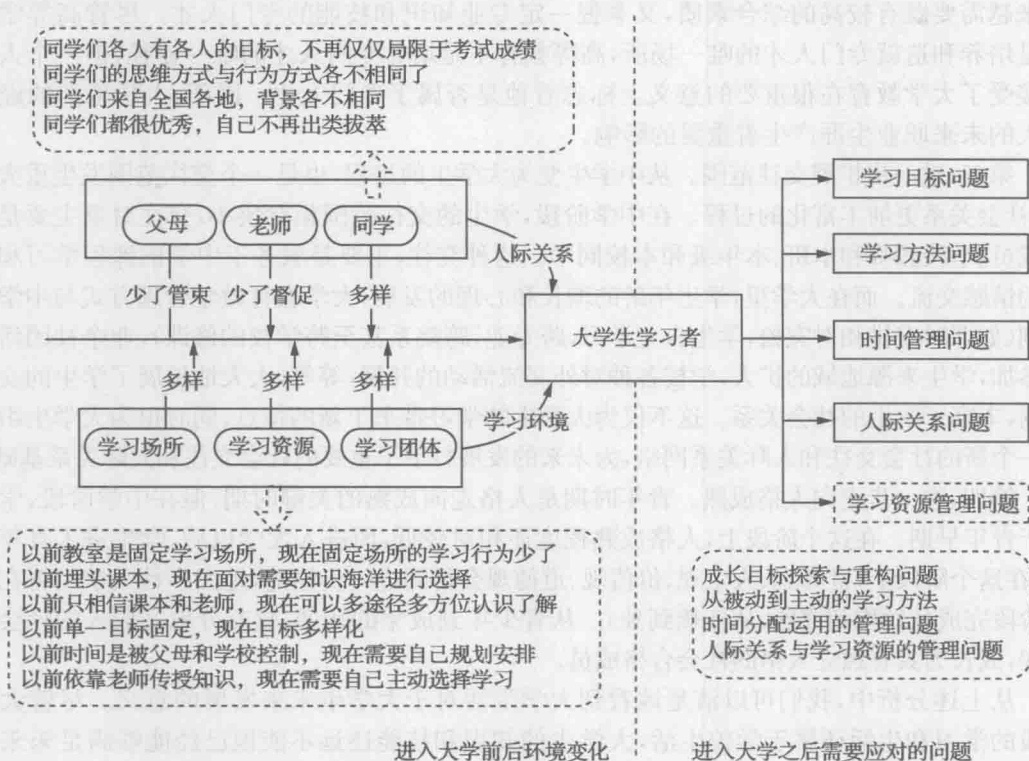 同学们各人有各人的目标，不再仅仅局限于考试成绩
同学们的思维方式与行为方式各不相同了
同学们来自全国各地，背景各不相同
同学们都很优秀，自己不再出类拔萃
父母 老师 同学
人际关系
少了管束 少了督促 多样
大学生学习者
多样 多样 多样
学习环境
学习场所 学习资源 学习团体
学习目标问题
学习方法问题
时间管理问题
人际关系问题
学习资源管理问题
以前教室是固定学习场所，现在固定场所的学习行为少了
以前埋头课本，现在面对需要知识海洋进行选择
以前只相信课本和老师，现在可以多途径多方位认识了解
以前单一目标固定，现在目标多样化
以前时间是被父母和学校控制，现在需要自己规划安排
以前依靠老师传授知识，现在需要自己主动选择学习
成长目标探索与重构问题
从被动到主动的学习方法
时间分配运用的管理问题
人际关系与学习资源的管理问题
进入大学前后环境变化 进入大学之后需要应对的问题